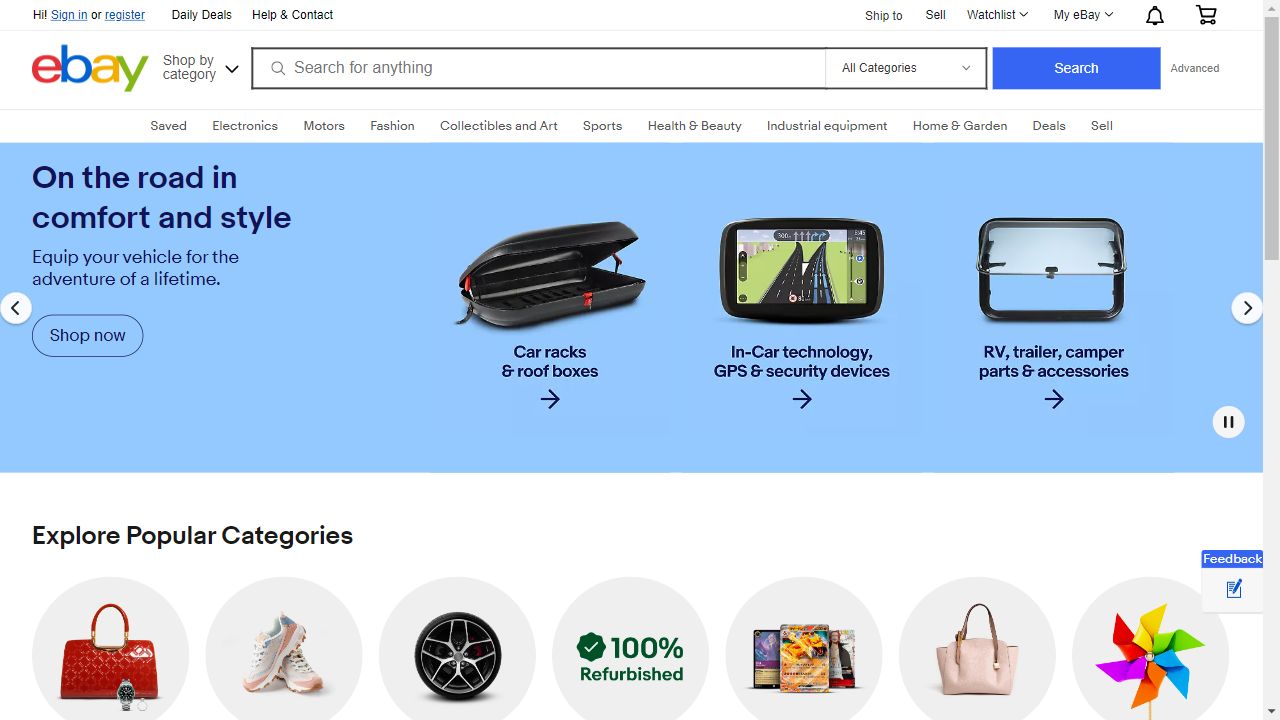 Hi! Sign in or register
Daily Deals
Help & Contact
Ship to
Sell
Watchlist
My eBay
ebay
Shop by
category
Search for anything
All Categories
Search
Advanced
Saved
Electronics
Motors
Fashion
Collectibles and Art
Sports
Health & Beauty
Industrial equipment
Home & Garden
Deals
Sell
On the road in
comfort and style
Equip your vehicle for the
adventure of a lifetime.
Shop now
Car racks
& roof boxes
In-Car technology,
GPS & security devices
RV, trailer, camper
parts & accessories
Explore Popular Categories
Feedback
100%
Refurbished